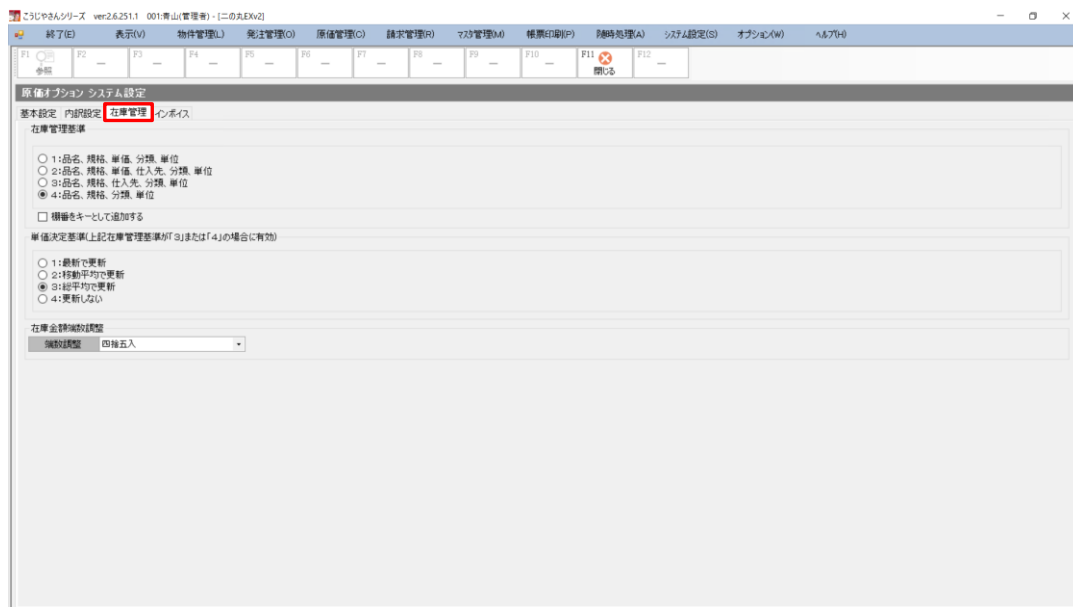 こうじやさんシリーズ ver:2.6.251.1 001:青山(管理者) - [二の丸EXv2]
終了(E) 表示(V) 物件管理(L) 発注管理(O) 原価管理(C) 請求管理(R) マスタ管理(M) 帳票印刷(P) 随時処理(A) システム設定(S) オプション(W) ヘルプ(H)
F1 F2 F3 F4 F5 F6 F7 F8 F9 F10 F11 F12
参照 閉じる
原価オプション システム設定
基本設定 内訳設定 在庫管理 インボイス
在庫管理基準
1:品名、規格、単価、分類、単位
2:品名、規格、単価、仕入先、分類、単位
3:品名、規格、仕入先、分類、単位
4:品名、規格、分類、単位
棚番をキーとして追加する
単価決定基準(上記在庫管理基準が「3」または「4」の場合に有効)
1:最新で更新
2:移動平均で更新
3:総平均で更新
4:更新しない
在庫金額端数調整
端数調整 四捨五入